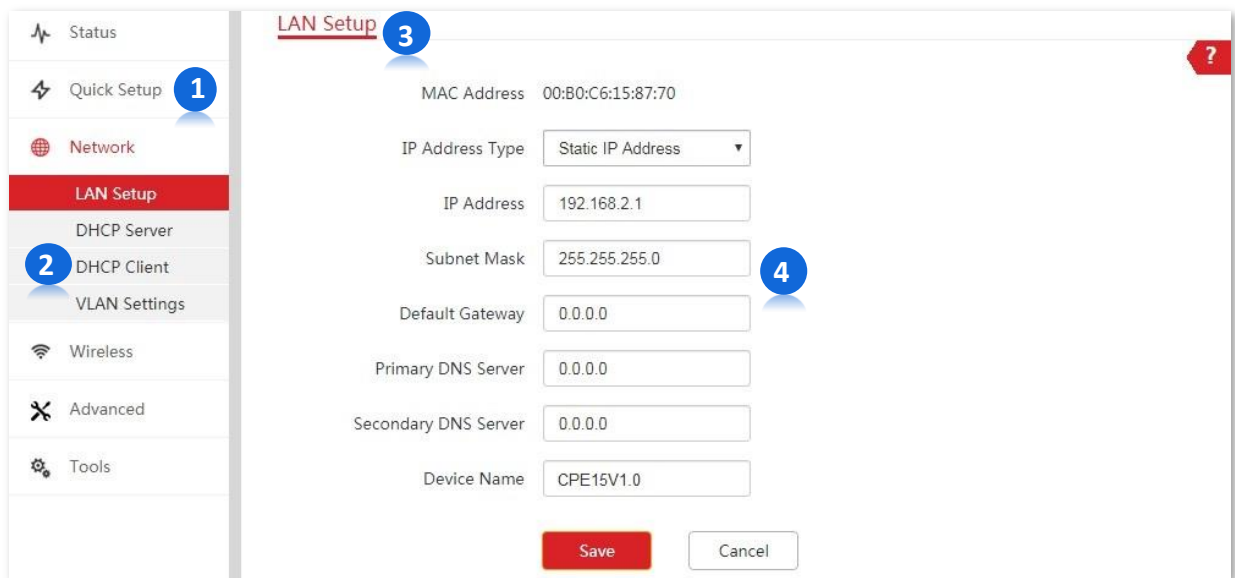 Status
Quick Setup
1
Network
LAN Setup
DHCP Server
2
DHCP Client
VLAN Settings
Wireless
Advanced
Tools
LAN Setup
3
?
MAC Address 00:B0:C6:15:87:70
IP Address Type Static IP Address
IP Address 192.168.2.1
Subnet Mask 255.255.255.0
4
Default Gateway 0.0.0.0
Primary DNS Server 0.0.0.0
Secondary DNS Server 0.0.0.0
Device Name CPE15V1.0
Save Cancel